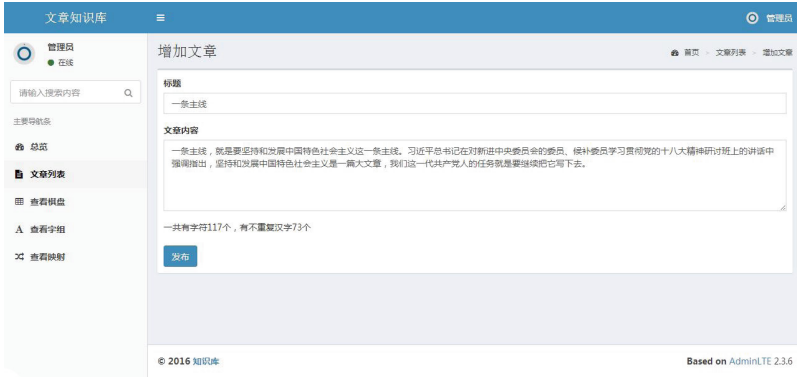 文章知识库
管理员
管理员
在线
增加文章
首页 > 文章列表 > 增加文章
请输入搜索内容
主要导航条
总览
文章列表
查看棋盘
查看字组
查看映射
标题
一条主线
文章内容
一条主线，就是要坚持和发展中国特色社会主义这一条主线。习近平总书记在对新进中央委员会的委员、候补委员学习贯彻党的十八大精神研讨班上的讲话中
强调指出，坚持和发展中国特色社会主义是一篇大文章，我们这一代共产党人的任务就是要继续把它写下去。
一共有字符117个，有不重复汉字73个
发布
© 2016 知识库
Based on AdminLTE 2.3.6